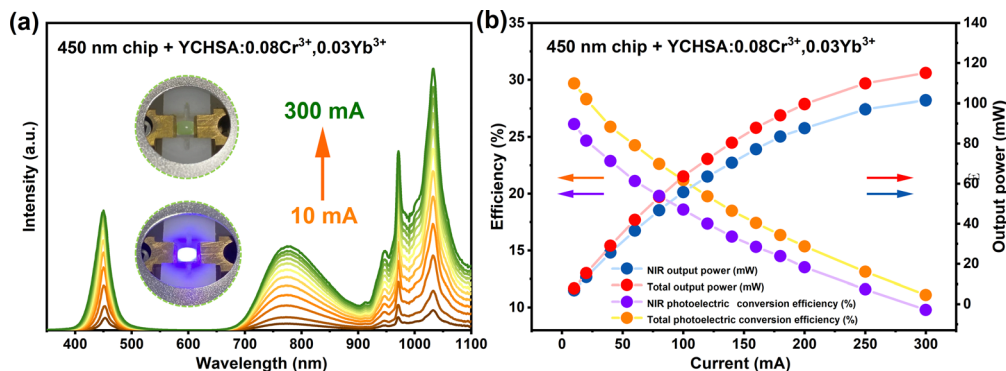 (a)
450 nm chip + YCHSA:0.08Cr³⁺,0.03Yb³⁺
300 mA
10 mA
Intensity (a.u.)
400
500
600
700
800
900
1000
1100
Wavelength (nm)
(b)
450 nm chip + YCHSA:0.08Cr³⁺,0.03Yb³⁺
35
30
25
20
15
10
Efficiency (%)
140
120
100
80
60
40
20
0
Output power (mW)
NIR output power (mW)
Total output power (mW)
NIR photoelectric conversion efficiency (%)
Total photoelectric conversion efficiency (%)
0
50
100
150
200
250
300
Current (mA)